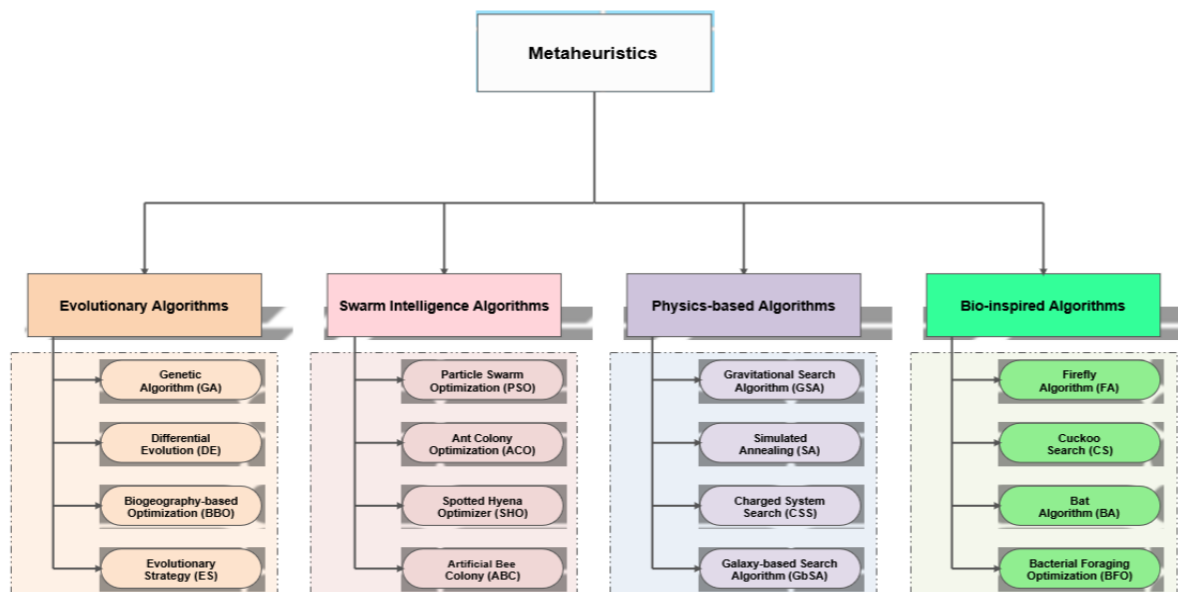 Metaheuristics
Evolutionary Algorithms
Genetic
Algorithm (GA)
Differential
Evolution (DE)
Biogeography-based
Optimization (BBO)
Evolutionary
Strategy (ES)
Swarm Intelligence Algorithms
Particle Swarm
Optimization (PSO)
Ant Colony
Optimization (ACO)
Spotted Hyena
Optimizer (SHO)
Artificial Bee
Colony (ABC)
Physics-based Algorithms
Gravitational Search
Algorithm (GSA)
Simulated
Annealing (SA)
Charged System
Search (CSS)
Galaxy-based Search
Algorithm (GbSA)
Bio-inspired Algorithms
Firefly
Algorithm (FA)
Cuckoo
Search (CS)
Bat
Algorithm (BA)
Bacterial Foraging
Optimization (BFO)